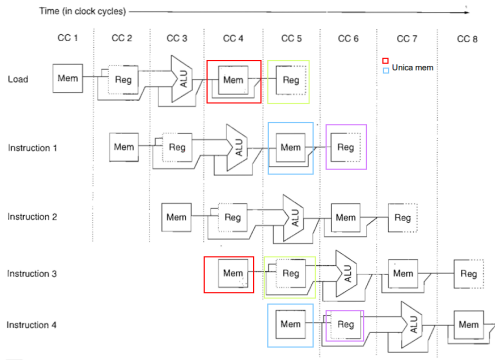 Time (in clock cycles)
CC 1 CC 2 CC 3 CC 4 CC 5 CC 6 CC 7 CC 8
Unica mem
Load Mem Reg ALU Mem Reg
Instruction 1 Mem Reg ALU Mem Reg
Instruction 2 Mem Reg ALU Mem Reg
Instruction 3 Mem Reg ALU Mem Reg
Instruction 4 Mem Reg ALU Mem